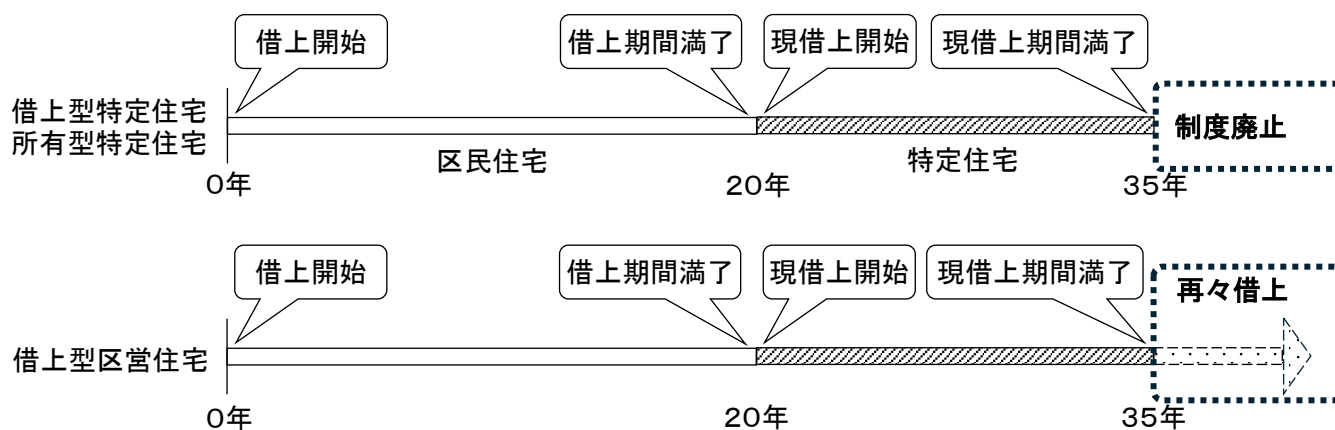 借上開始
借上期間満了
現借上開始
現借上期間満了
借上型特定住宅
所有型特定住宅
制度廃止
区民住宅
特定住宅
0年
20年
35年
借上開始
借上期間満了
現借上開始
現借上期間満了
再々借上
借上型区営住宅
0年
20年
35年